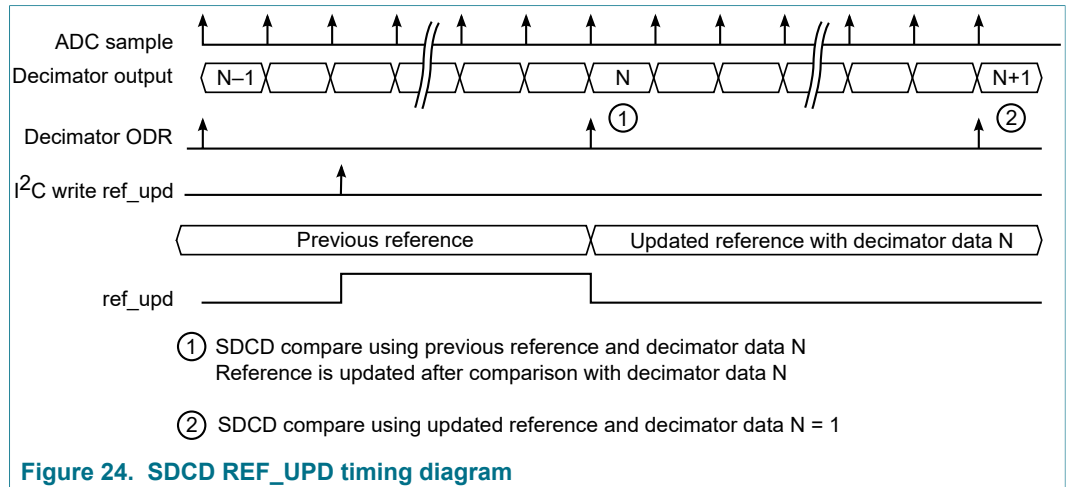 ADC sample
Decimator output
N–1
N
N+1
1
2
Decimator ODR
I²C write ref_upd
Previous reference
Updated reference with decimator data N
ref_upd
1 SDCD compare using previous reference and decimator data N
Reference is updated after comparison with decimator data N
2 SDCD compare using updated reference and decimator data N = 1
Figure 24. SDCD REF_UPD timing diagram